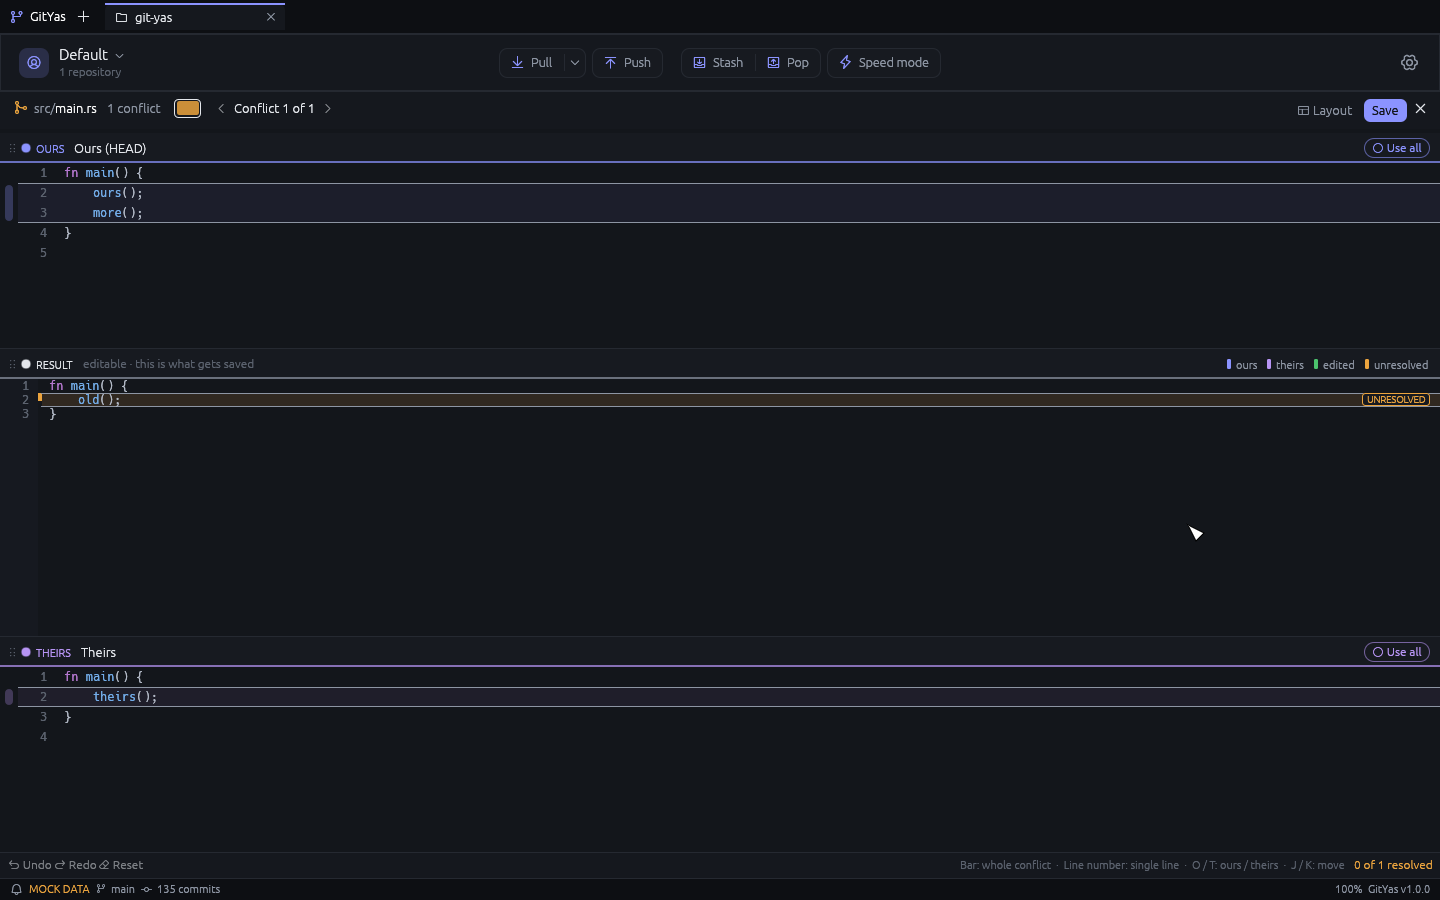 GitYas
git-yas
Default
1 repository
Pull
Push
Stash
Pop
Speed mode
src/main.rs 1 conflict
Conflict 1 of 1
Layout
Save
OURS Ours (HEAD)
Use all
1 fn main() {
2     ours();
3     more();
4 }
5
RESULT editable · this is what gets saved
ours theirs edited unresolved
1 fn main() {
2     old();
UNRESOLVED
3 }
THEIRS Theirs
Use all
1 fn main() {
2     theirs();
3 }
4
Undo Redo Reset
Bar: whole conflict · Line number: single line · O / T: ours / theirs · J / K: move 0 of 1 resolved
MOCK DATA main 135 commits
100% GitYas v1.0.0